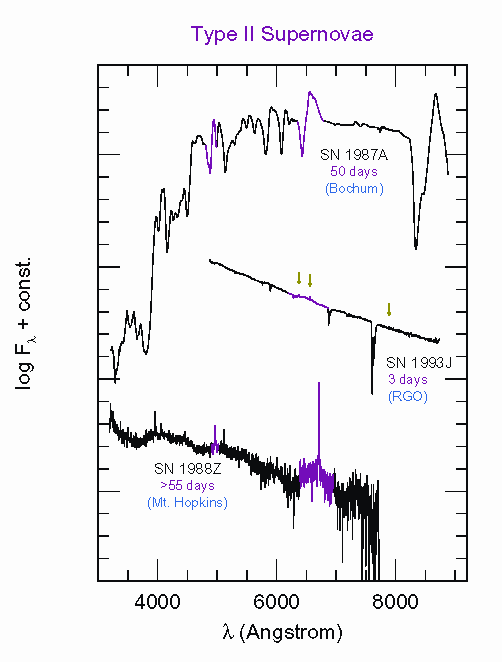 Type II Supernovae
log Fλ + const.
SN 1987A
50 days
(Bochum)
SN 1993J
3 days
(RGO)
SN 1988Z
>55 days
(Mt. Hopkins)
4000 6000 8000
λ (Angstrom)